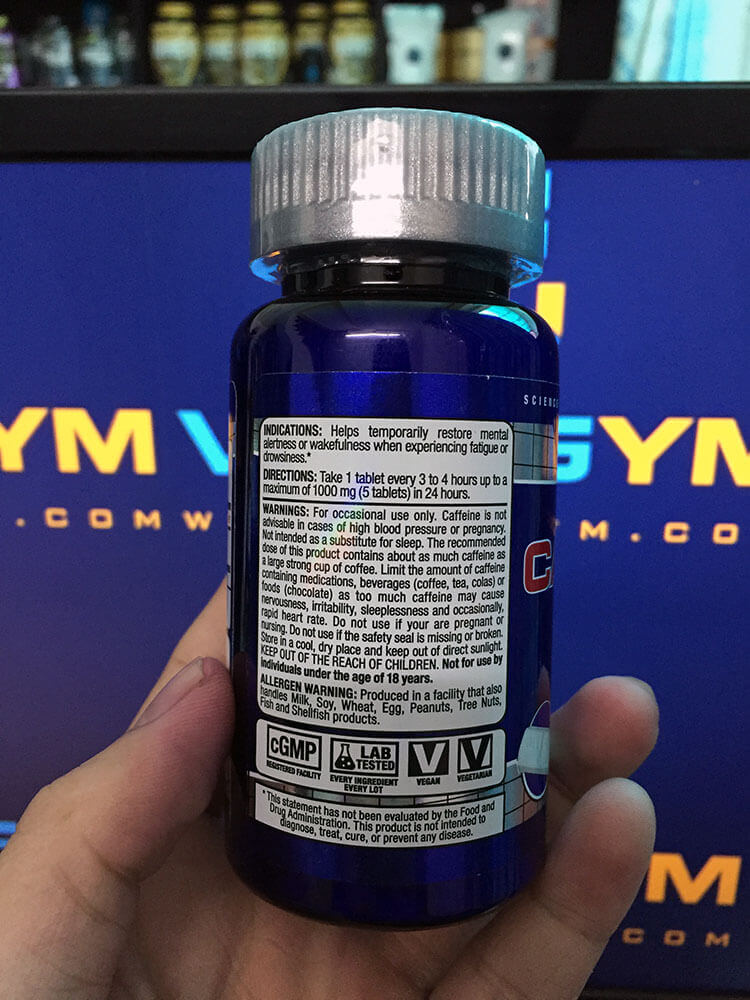 SCIENC
INDICATIONS: Helps temporarily restore mental
alertness or wakefulness when experiencing fatigue or
drowsiness.*
DIRECTIONS: Take 1 tablet every 3 to 4 hours up to a
maximum of 1000 mg (5 tablets) in 24 hours.
WARNINGS: For occasional use only. Caffeine is not
advisable in cases of high blood pressure or pregnancy.
Not intended as a substitute for sleep. The recommended
dose of this product contains about as much caffeine as
a large strong cup of coffee. Limit the amount of caffeine
containing medications, beverages (coffee, tea, colas) or
foods (chocolate) as too much caffeine may cause
nervousness, irritability, sleeplessness and occasionally,
rapid heart rate. Do not use if your are pregnant or
nursing. Do not use if the safety seal is missing or broken.
Store in a cool, dry place and keep out of direct sunlight.
KEEP OUT OF THE REACH OF CHILDREN. Not for use by
individuals under the age of 18 years.
ALLERGEN WARNING: Produced in a facility that also
handles Milk, Soy, Wheat, Egg, Peanuts, Tree Nuts,
Fish and Shellfish products.
cGMP
REGISTERED FACILITY
LAB
TESTED
EVERY INGREDIENT
EVERY LOT
V
VEGAN
V
VEGETARIAN
*This statement has not been evaluated by the Food and
Drug Administration. This product is not intended to
diagnose, treat, cure, or prevent any disease.
C
YM V GYM
.COM W YM.CO
YM
COM